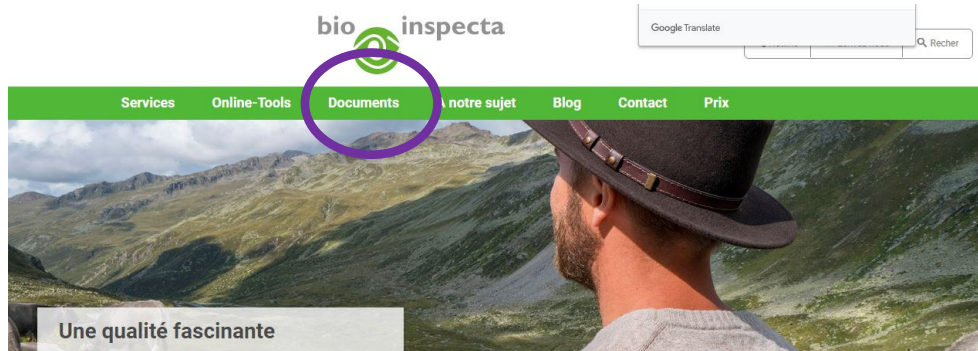 bio inspecta
Google Translate
Recher
Services Online-Tools Documents notre sujet Blog Contact Prix
Une qualité fascinante